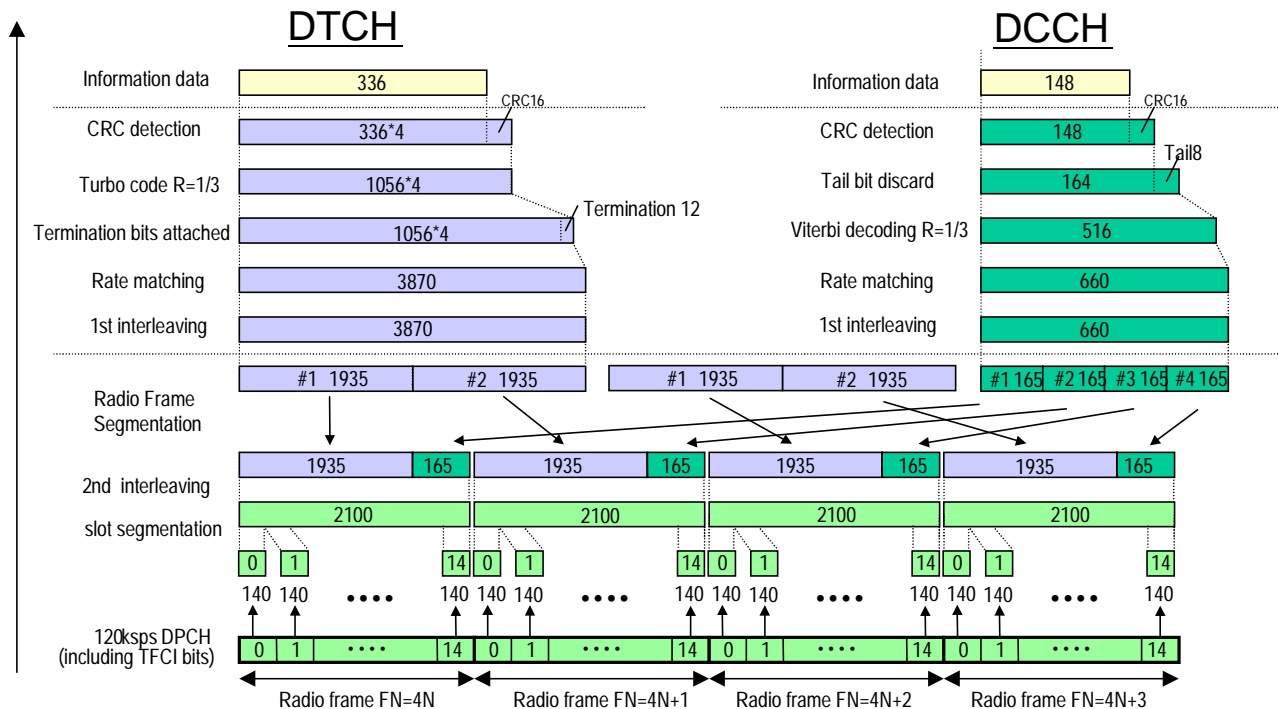 DTCH DCCH
Information data 336 Information data 148
CRC16 CRC16
CRC detection 336*4 CRC detection 148
Tail8
Turbo code R=1/3 1056*4 Tail bit discard 164
Termination 12
Termination bits attached 1056*4 Viterbi decoding R=1/3 516
Rate matching 3870 Rate matching 660
1st interleaving 3870 1st interleaving 660
#1 1935 #2 1935 #1 1935 #2 1935 #1 165 #2 165 #3 165 #4 165
Radio Frame
Segmentation
1935 165 1935 165 1935 165 1935 165
2nd interleaving
slot segmentation 2100 2100 2100 2100
0 1 14 0 1 14 0 1 14 0 1 14
140 140 •••• 140 140 140 •••• 140 140 140 •••• 140 140 140 •••• 140
120ksps DPCH
(including TFCI bits) 0 1 •••• 14 0 1 •••• 14 0 1 •••• 14 0 1 •••• 14
Radio frame FN=4N Radio frame FN=4N+1 Radio frame FN=4N+2 Radio frame FN=4N+3